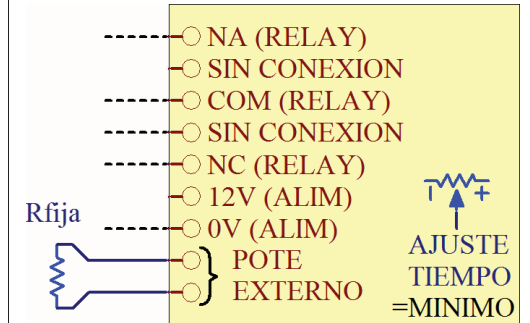 NA (RELAY)
SIN CONEXION
COM (RELAY)
SIN CONEXION
NC (RELAY)
12V (ALIM)
0V (ALIM)
Rfija
POTE
EXTERNO
- +
AJUSTE
TIEMPO
=MINIMO